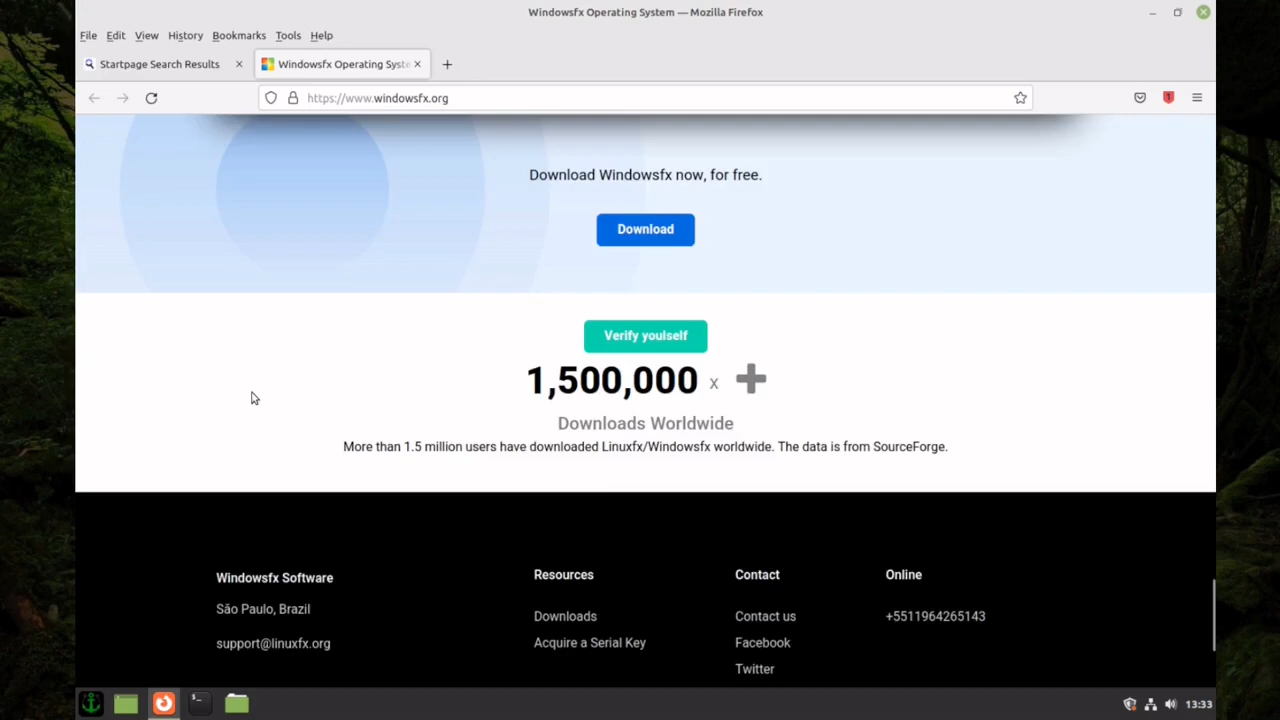 Windowsfx Operating System — Mozilla Firefox
File Edit View History Bookmarks Tools Help
Startpage Search Results
Windowsfx Operating Syste
https://www.windowsfx.org
1
Download Windowsfx now, for free.
Download
Verify youlself
1,500,000 x +
Downloads Worldwide
More than 1.5 million users have downloaded Linuxfx/Windowsfx worldwide. The data is from SourceForge.
Windowsfx Software
São Paulo, Brazil
support@linuxfx.org
Resources
Downloads
Acquire a Serial Key
Contact
Contact us
Facebook
Twitter
Online
+5511964265143
13:33